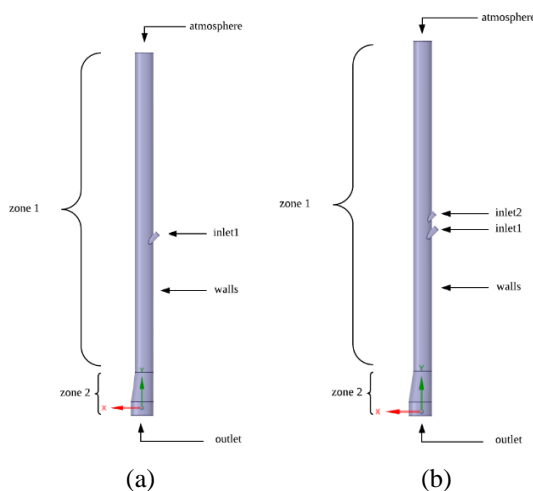 atmosphere
zone 1
inlet1
walls
zone 2
Y
X
outlet
(a)
atmosphere
zone 1
inlet2
inlet1
walls
zone 2
Y
X
outlet
(b)